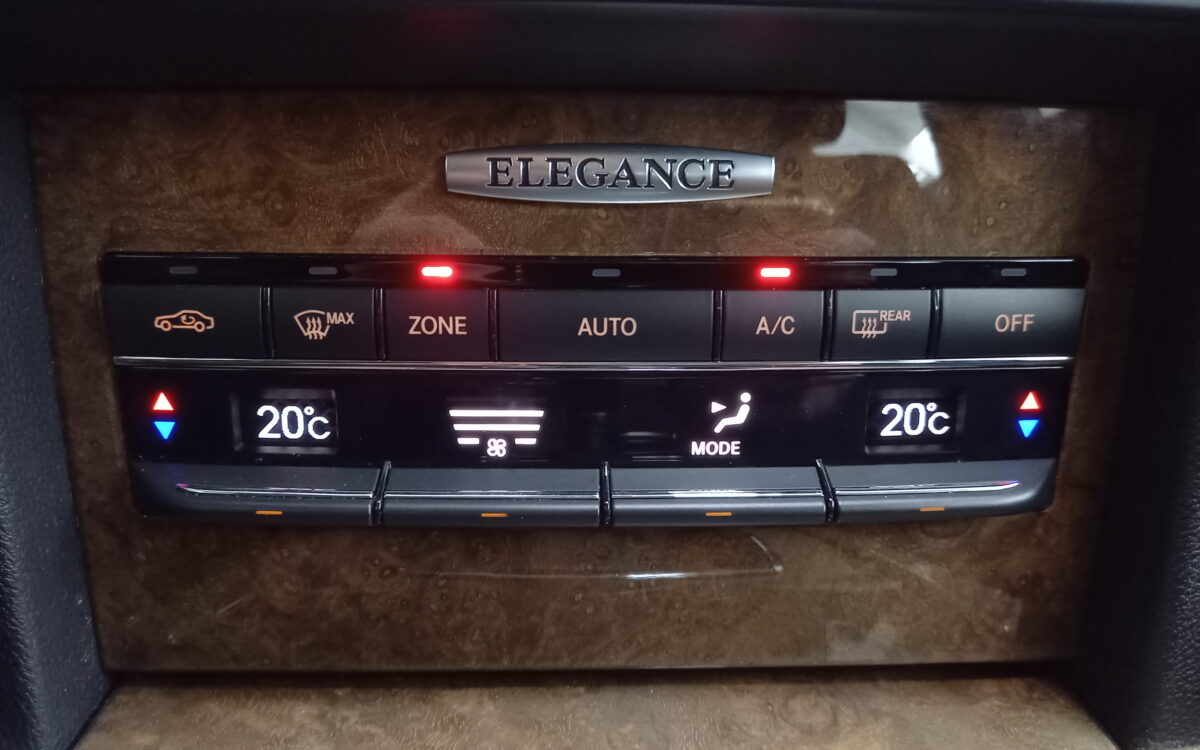 ELEGANCE
MAX ZONE AUTO A/C REAR OFF
20°C 20°C
MODE